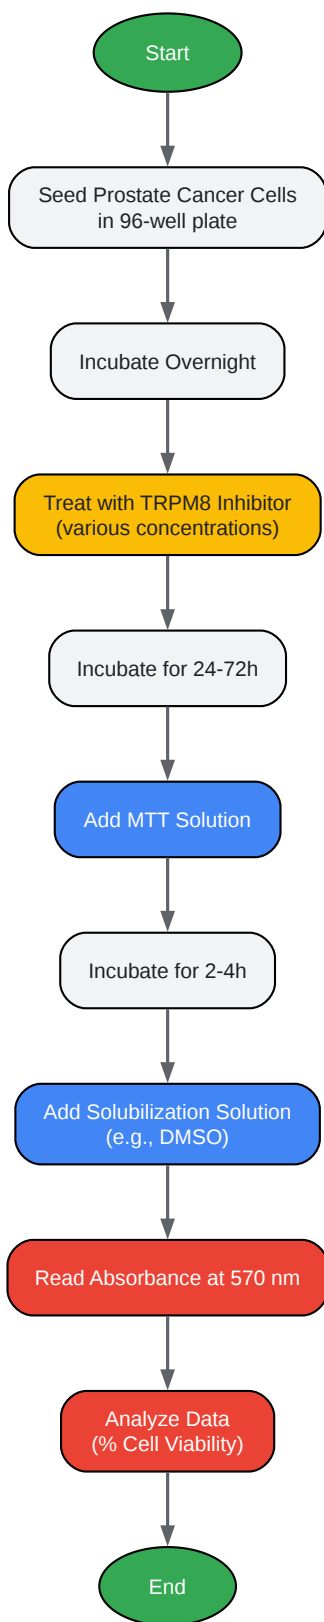 Start
Seed Prostate Cancer Cells
in 96-well plate
Incubate Overnight
Treat with TRPM8 Inhibitor
(various concentrations)
Incubate for 24-72h
Add MTT Solution
Incubate for 2-4h
Add Solubilization Solution
(e.g., DMSO)
Read Absorbance at 570 nm
Analyze Data
(% Cell Viability)
End